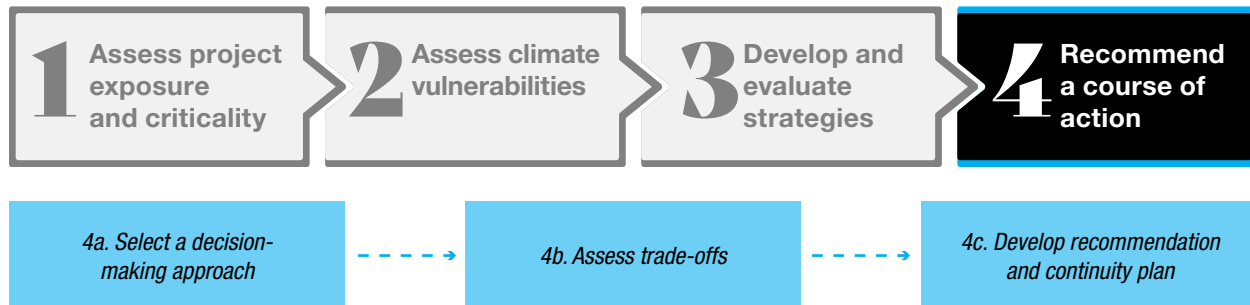 1
Assess project
exposure
and criticality
2
Assess climate
vulnerabilities
3
Develop and
evaluate
strategies
4
Recommend
a course of
action
4a. Select a decision-
making approach
4b. Assess trade-offs
4c. Develop recommendation
and continuity plan